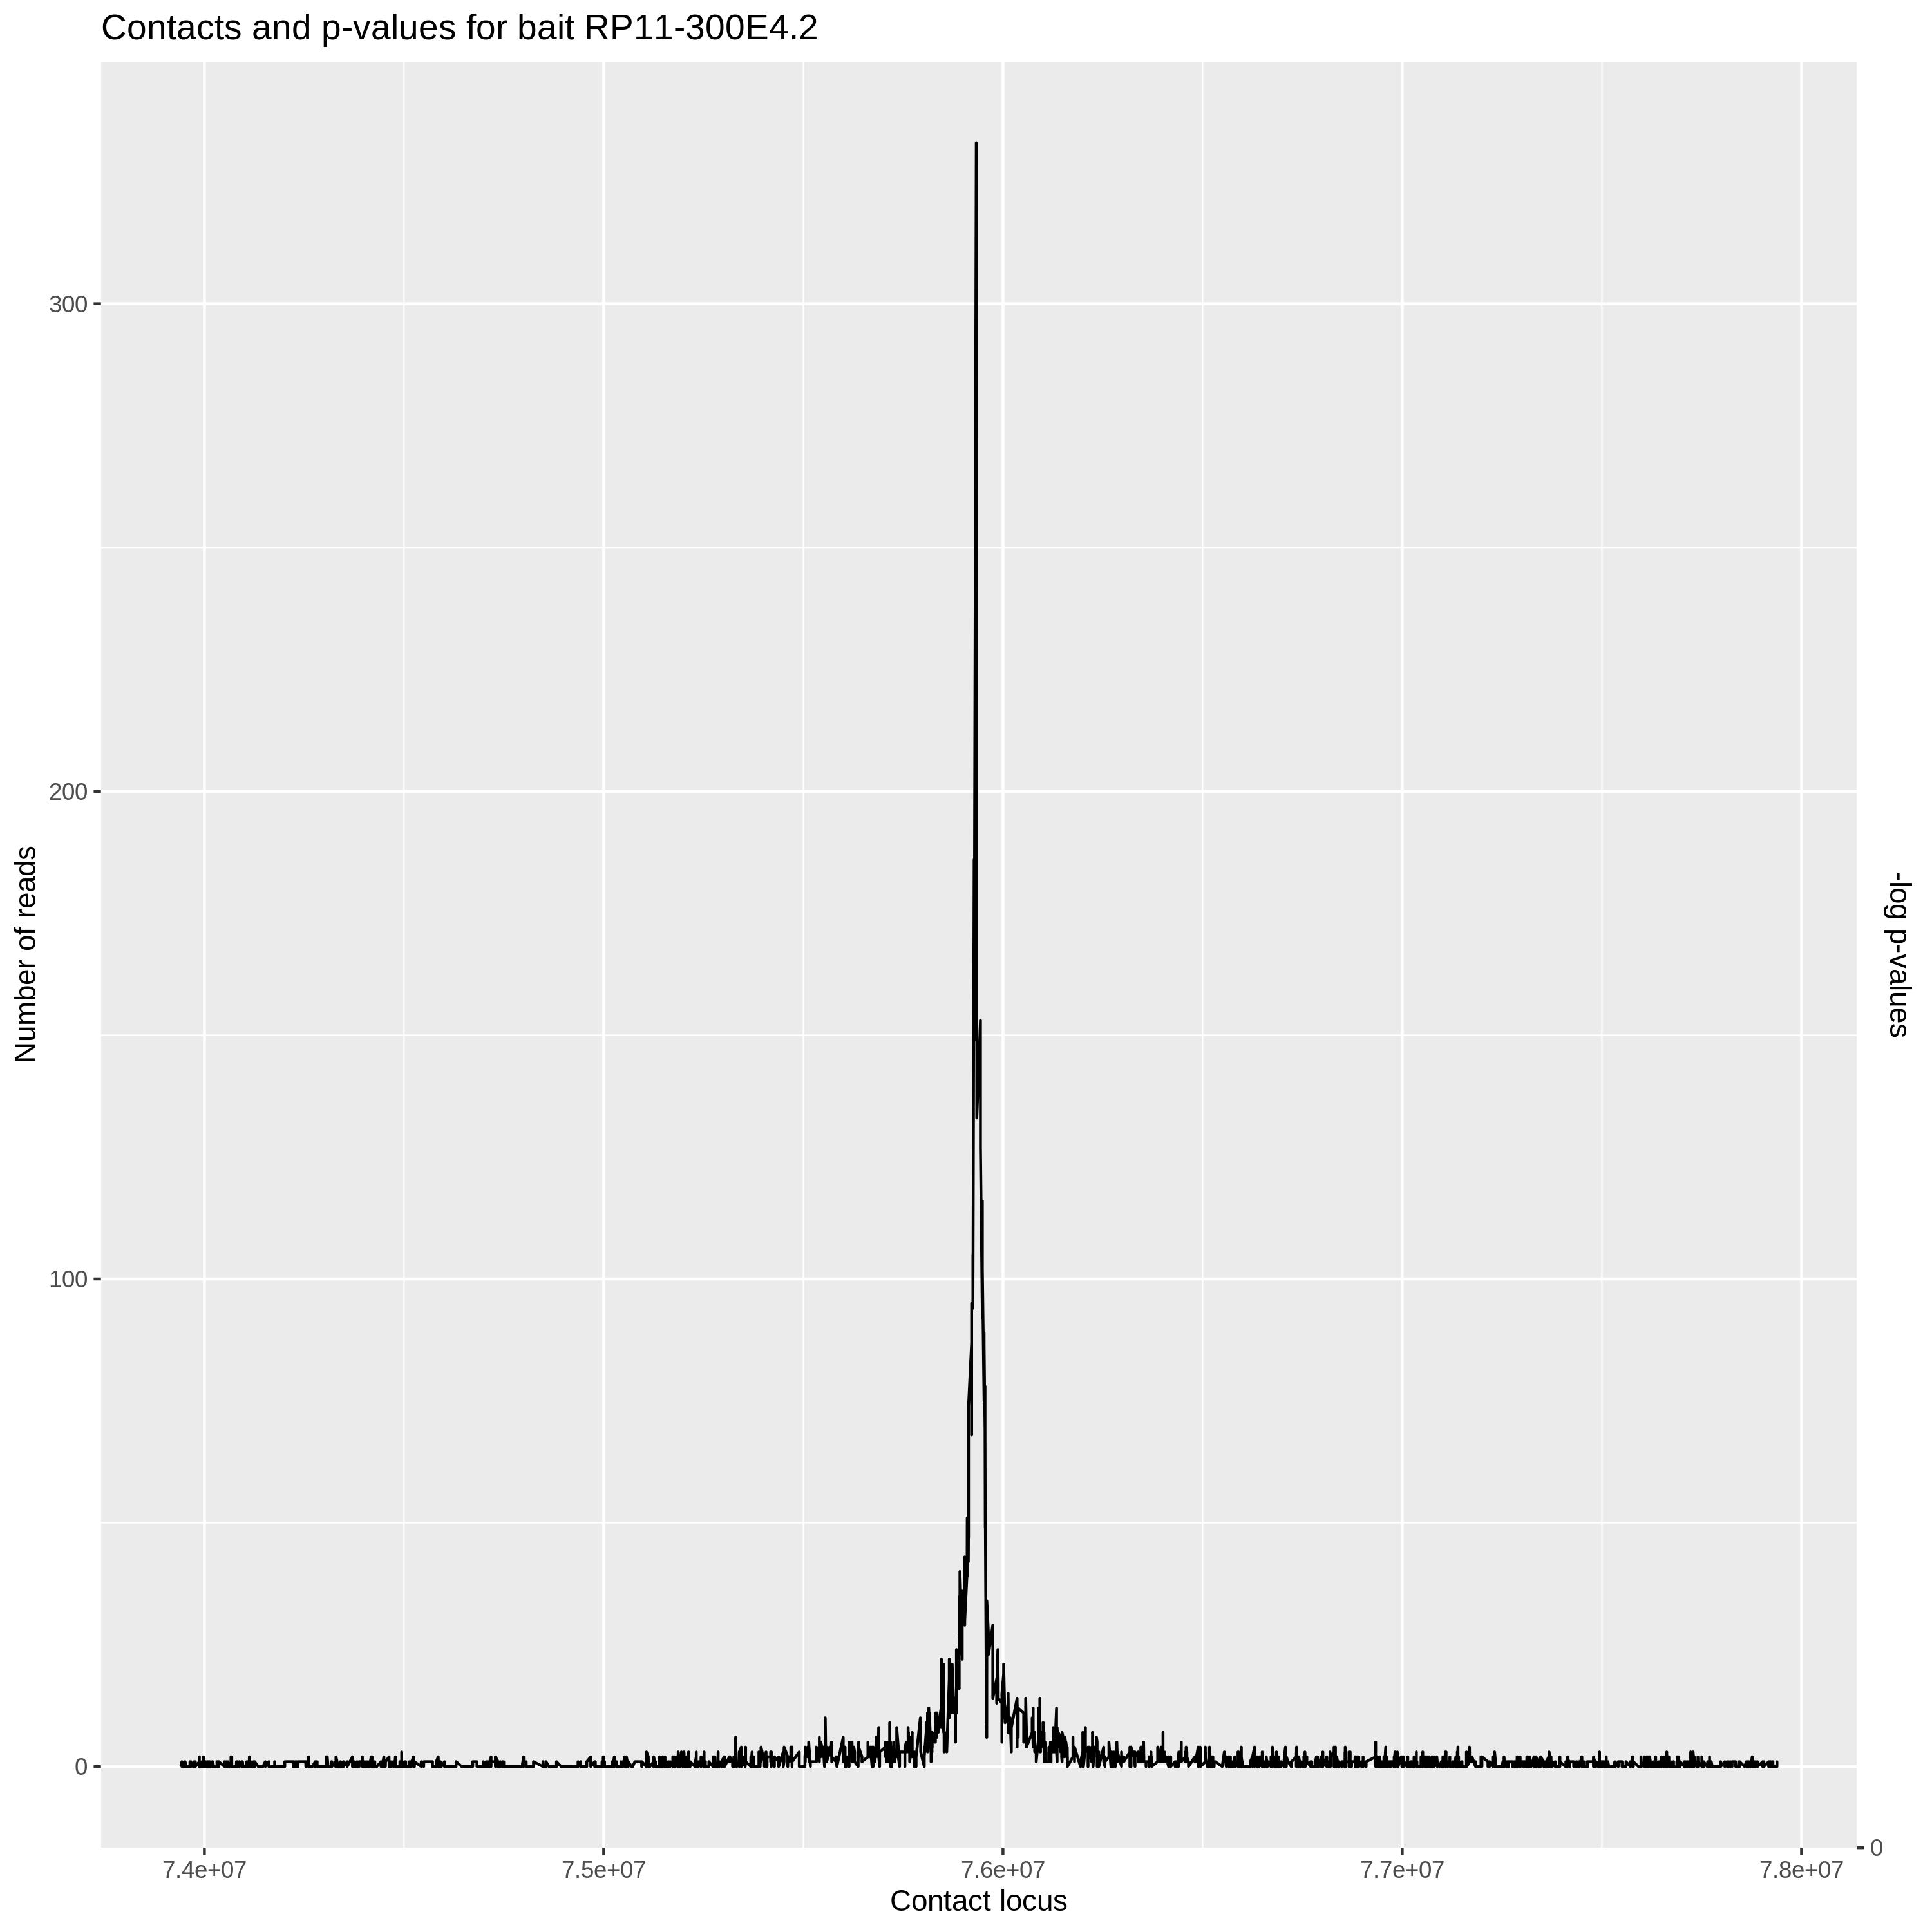 Contacts and p-values for bait RP11-300E4.2
Number of reads
300
200
100
0
-log p-values
0
7.4e+07 7.5e+07 7.6e+07 7.7e+07 7.8e+07
Contact locus